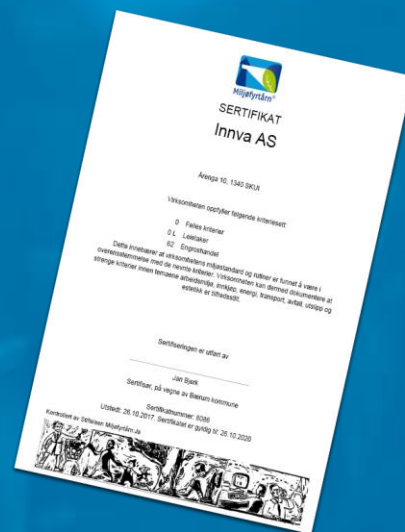 Miljøfyrtårn®
SERTIFIKAT
Innva AS
Årenga 10, 1340 SKUI
Virksomheten oppfyller følgende kriteriesett:
0 Felles kriterier
0 L Leietaker
62 Engroshandel
Dette innebærer at virksomhetens miljøstandard og rutiner er funnet å være i
overensstemmelse med de nevnte kriterier. Virksomheten kan dermed dokumentere at
strenge kriterier innen temaene arbeidsmiljø, innkjøp, energi, transport, avfall, utslipp og
estetikk er tilfredsstilt.
Sertifiseringen er utført av
Jan Bjerk
Sertifisør, på vegne av Bærum kommune
Sertifikatnummer: 8086
Utstedt: 26.10.2017. Sertifikatet er gyldig til: 25.10.2020
Kontrollert av Stiftelsen Miljøfyrtårn: Ja